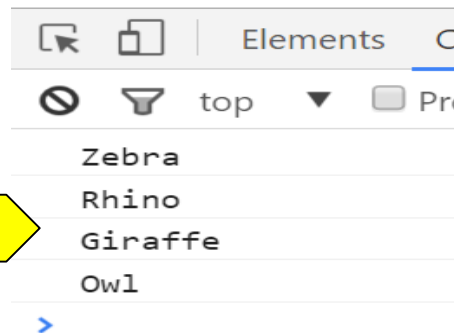 Elements
top
Zebra
Rhino
Giraffe
Owl